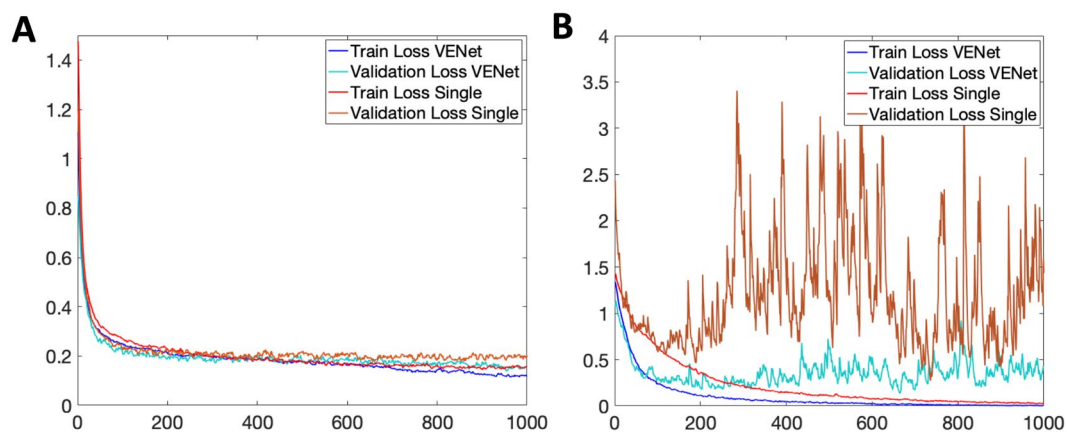 A
Train Loss VENet
Validation Loss VENet
Train Loss Single
Validation Loss Single
1.4
1.2
1
0.8
0.6
0.4
0.2
0
0 200 400 600 800 1000
B
Train Loss VENet
Validation Loss VENet
Train Loss Single
Validation Loss Single
4
3.5
3
2.5
2
1.5
1
0.5
0
0 200 400 600 800 1000